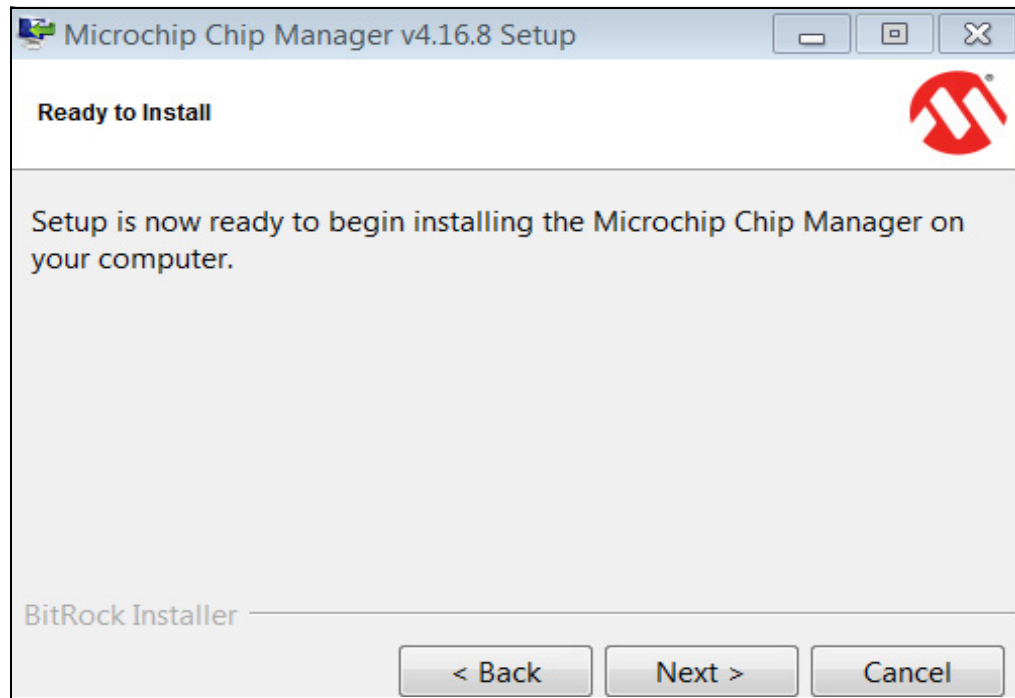 Microchip Chip Manager v4.16.8 Setup
Ready to Install
Setup is now ready to begin installing the Microchip Chip Manager on
your computer.
BitRock Installer
< Back Next > Cancel